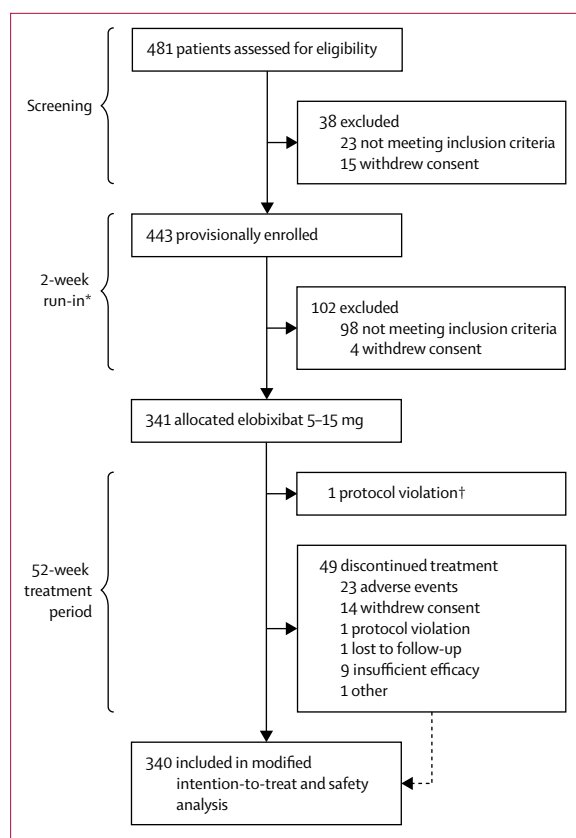 481 patients assessed for eligibility
Screening
38 excluded
23 not meeting inclusion criteria
15 withdrew consent
443 provisionally enrolled
2-week
run-in*
102 excluded
98 not meeting inclusion criteria
4 withdrew consent
341 allocated elobixibat 5–15 mg
1 protocol violation†
52-week
treatment
period
49 discontinued treatment
23 adverse events
14 withdrew consent
1 protocol violation
1 lost to follow-up
9 insufficient efficacy
1 other
340 included in modified
intention-to-treat and safety
analysis